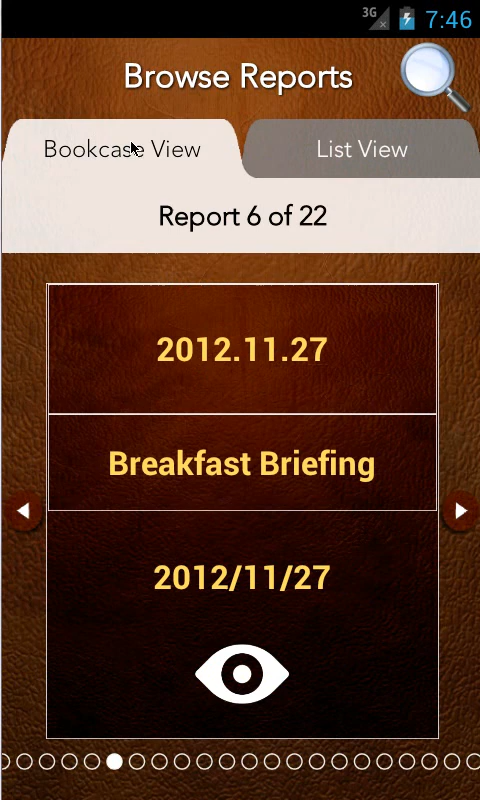 3G
7:46
Browse Reports
Bookcase View
List View
Report 6 of 22
2012.11.27
Breakfast Briefing
2012/11/27